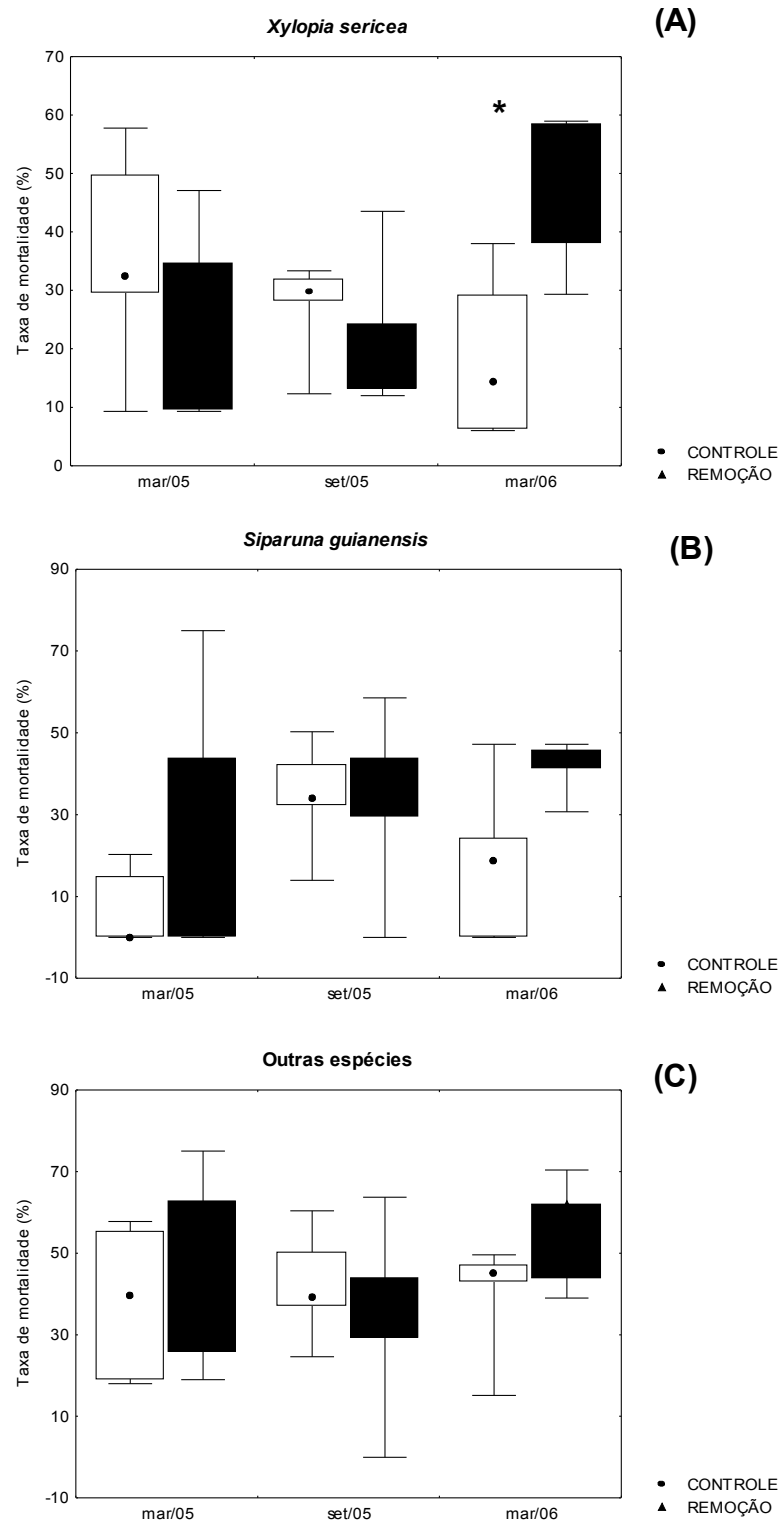 Xylopia sericea
(A)
Taxa de mortalidade (%)
70
60
50
40
30
20
10
0
*
mar/05 set/05 mar/06
CONTROLE
REMOÇÃO
Siparuna guianensis
(B)
Taxa de mortalidade (%)
90
70
50
30
10
-10
mar/05 set/05 mar/06
CONTROLE
REMOÇÃO
Outras espécies
(C)
Taxa de mortalidade (%)
90
70
50
30
10
-10
mar/05 set/05 mar/06
CONTROLE
REMOÇÃO